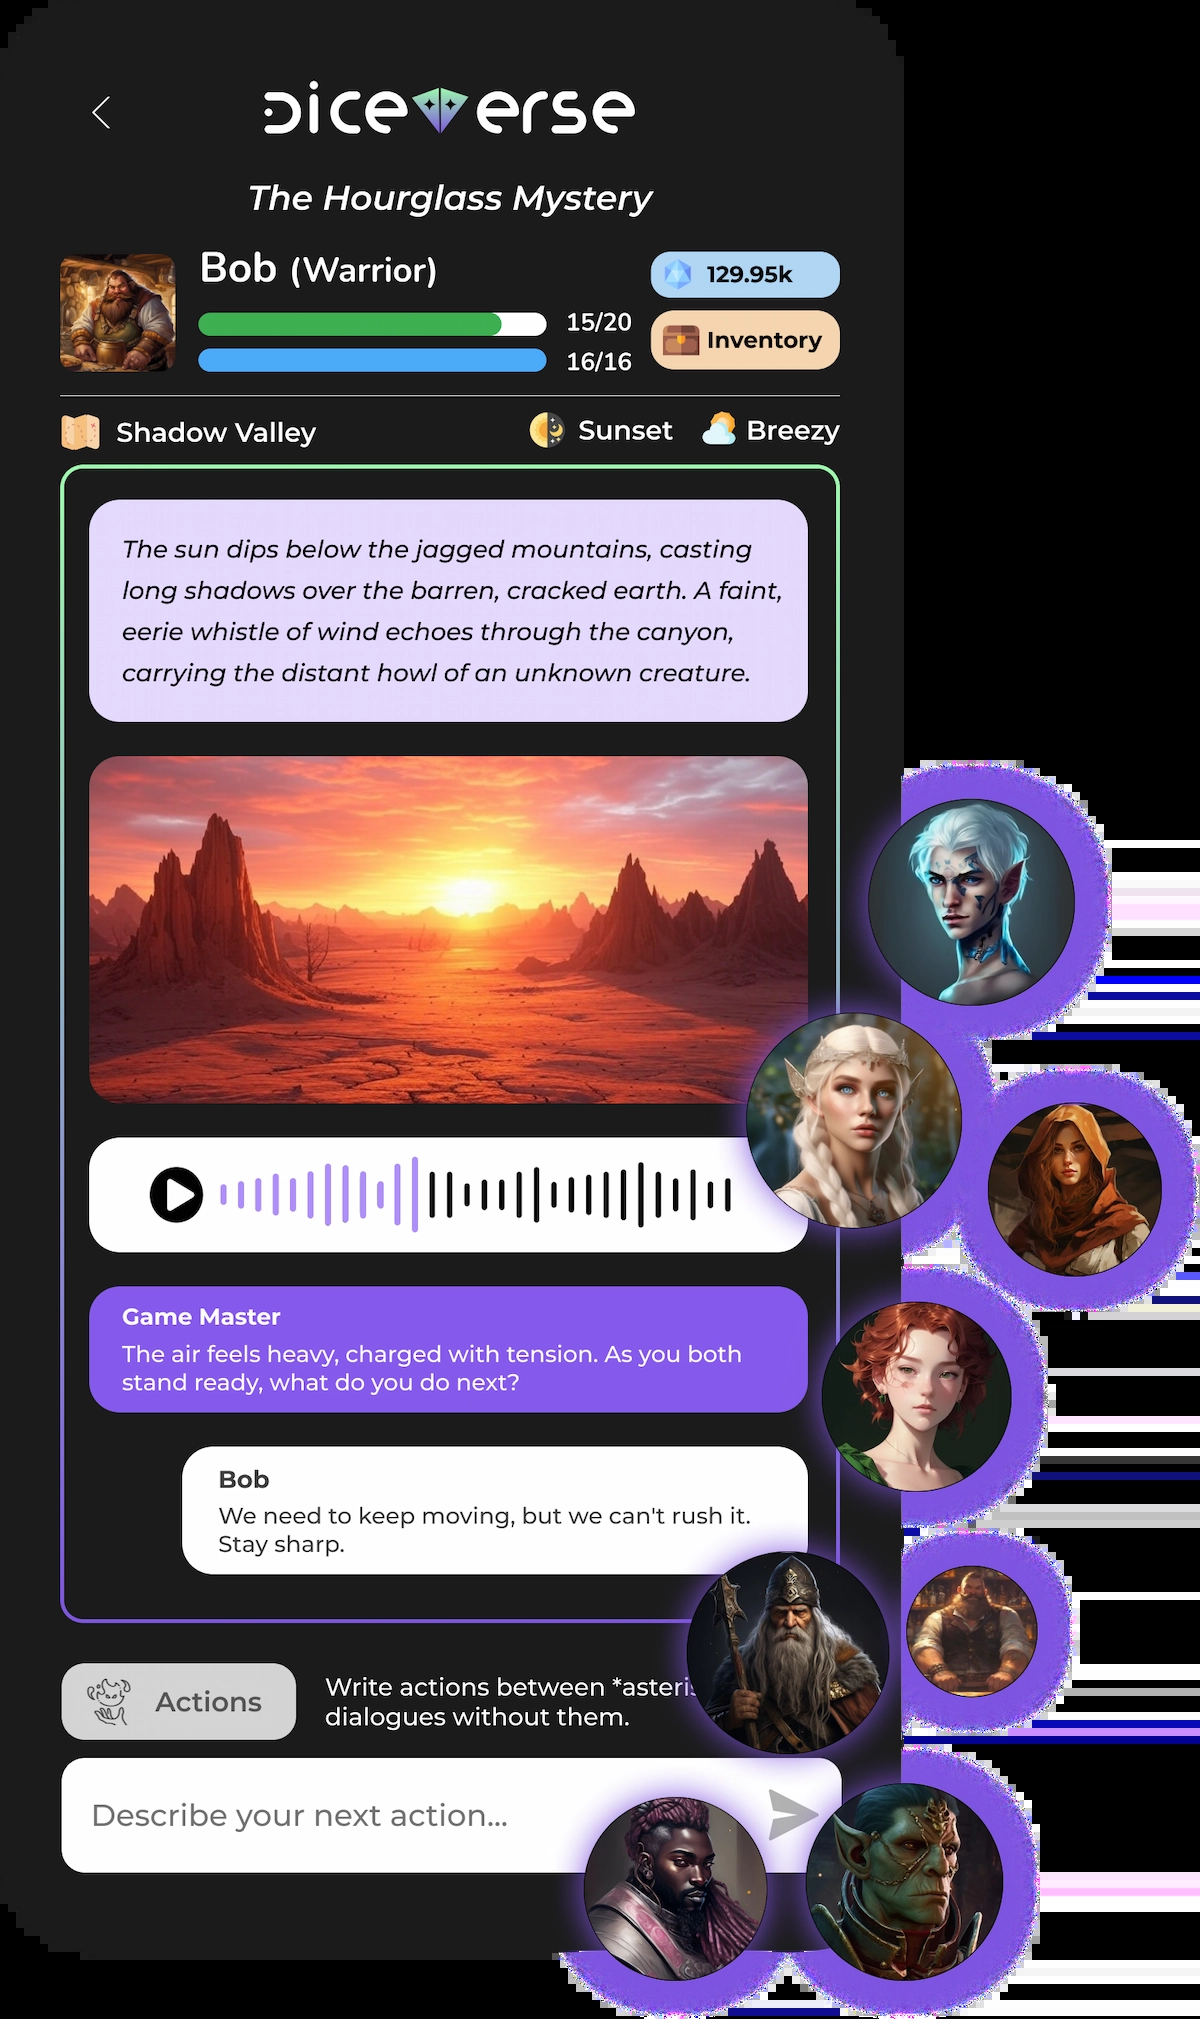 diceverse
The Hourglass Mystery
Bob (Warrior)
129.95k
15/20
Inventory
16/16
Shadow Valley
Sunset
Breezy
The sun dips below the jagged mountains, casting
long shadows over the barren, cracked earth. A faint,
eerie whistle of wind echoes through the canyon,
carrying the distant howl of an unknown creature.
Game Master
The air feels heavy, charged with tension. As you both
stand ready, what do you do next?
Bob
We need to keep moving, but we can't rush it.
Stay sharp.
Actions
Write actions between
dialogues without them.
Describe your next action...